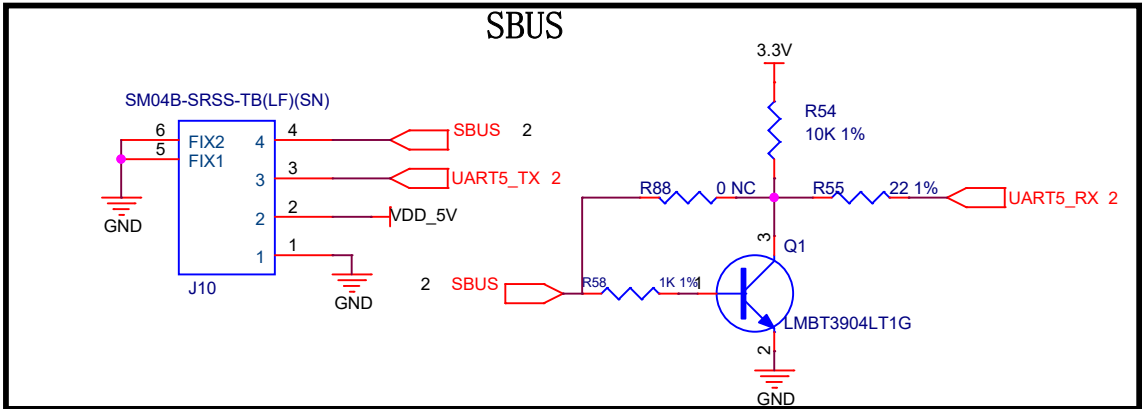 SBUS
3.3V
SM04B-SRSS-TB(LF)(SN)
R54
10K 1%
6 FIX2 4 4 SBUS 2
5 FIX1
3 3 UART5_TX 2
R88 0 NC R55 22 1% UART5_RX 2
2 2 VDD_5V
GND
3 Q1
1 1
J10
2 SBUS R58 1K 1% 1
GND
LMBT3904LT1G
2
GND